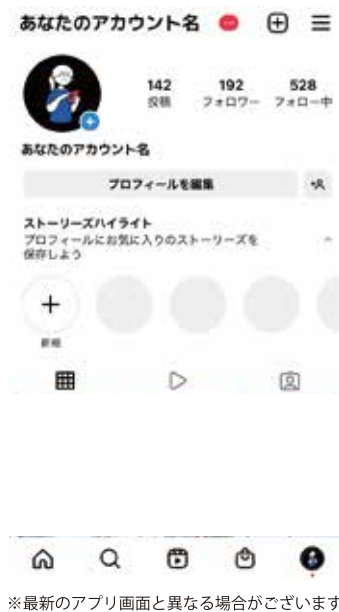 あなたのアカウント名
142
投稿
192
フォロワー
528
フォロー中
あなたのアカウント名
プロフィールを編集
ストーリーズハイライト
プロフィールにお気に入りのストーリーズを
保存しよう
新規
※最新のアプリ画面と異なる場合がございます